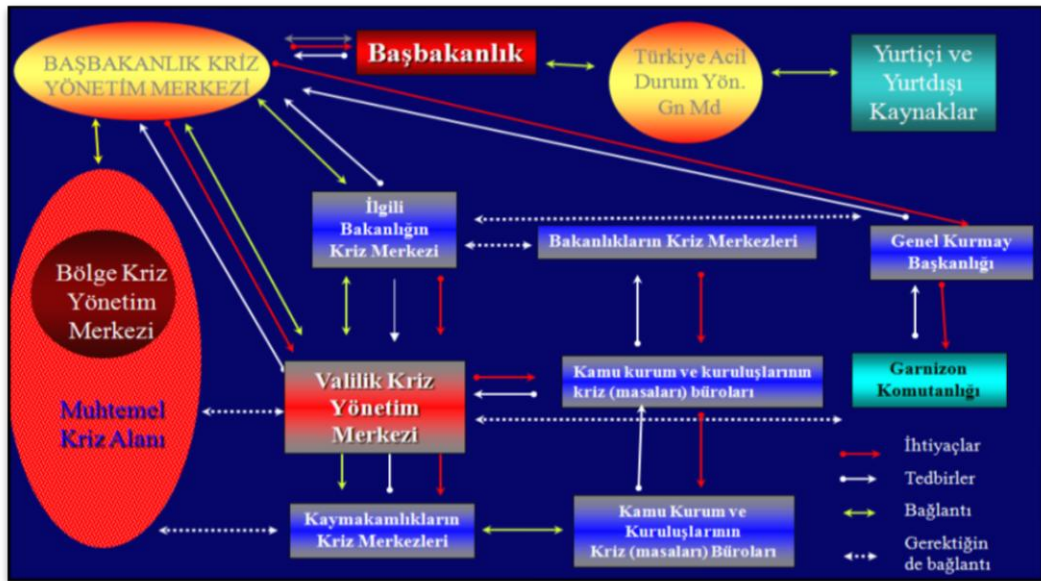 BAŞBAKANLIK KRİZ
YÖNETİM MERKEZİ
Başbakanlık
Türkiye Acil
Durum Yön.
Gn Md
Yurtiçi ve
Yurtdışı
Kaynaklar
İlgili
Bakanlığın
Kriz Merkezi
Bakanlıkların Kriz Merkezleri
Genel Kurmay
Başkanlığı
Bölge Kriz
Yönetim
Merkezi
Muhtemel
Kriz Alanı
Valilik Kriz
Yönetim
Merkezi
Kamu kurum ve kuruluşlarının
kriz (masaları) büroları
Garnizon
Komutanlığı
Kaymakamlıkların
Kriz Merkezleri
Kamu Kurum ve
Kuruluşlarının
Kriz (masaları) Büroları
İhtiyaçlar
Tedbirler
Bağlantı
Gerektiğin
de bağlantı